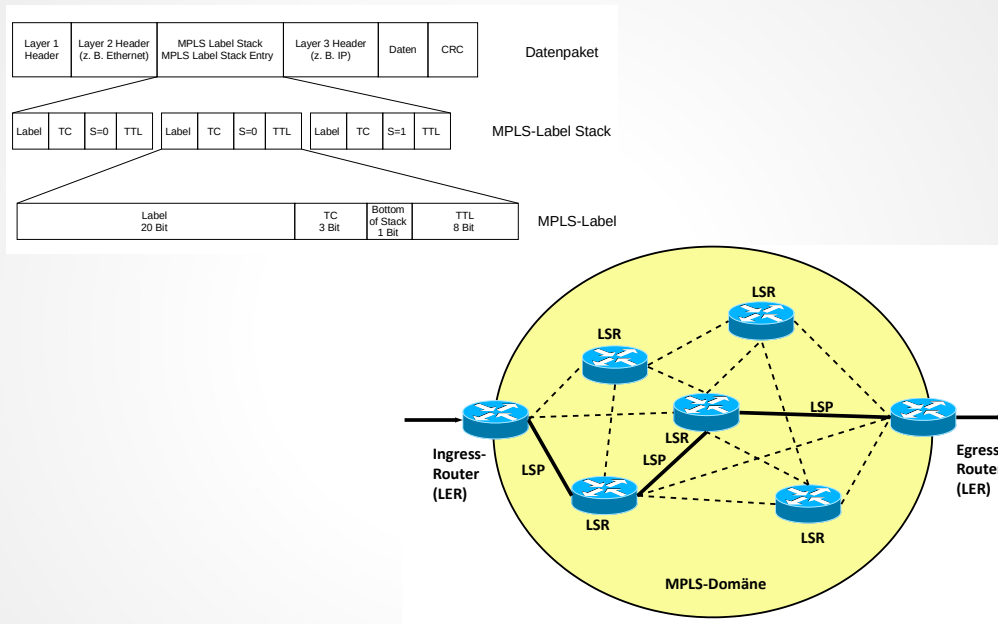 Layer 1
Header
Layer 2 Header
(z. B. Ethernet)
MPLS Label Stack
MPLS Label Stack Entry
Layer 3 Header
(z. B. IP)
Daten
CRC
Datenpaket
Label TC S=0 TTL Label TC S=0 TTL Label TC S=1 TTL
MPLS-Label Stack
Label
20 Bit
TC
3 Bit
Bottom
of Stack
1 Bit
TTL
8 Bit
MPLS-Label
LSR
LSR
LSR
LSP
Ingress-
Router
(LER)
LSP
LSP
Egress
Router
(LER)
LSR
LSR
MPLS-Domäne